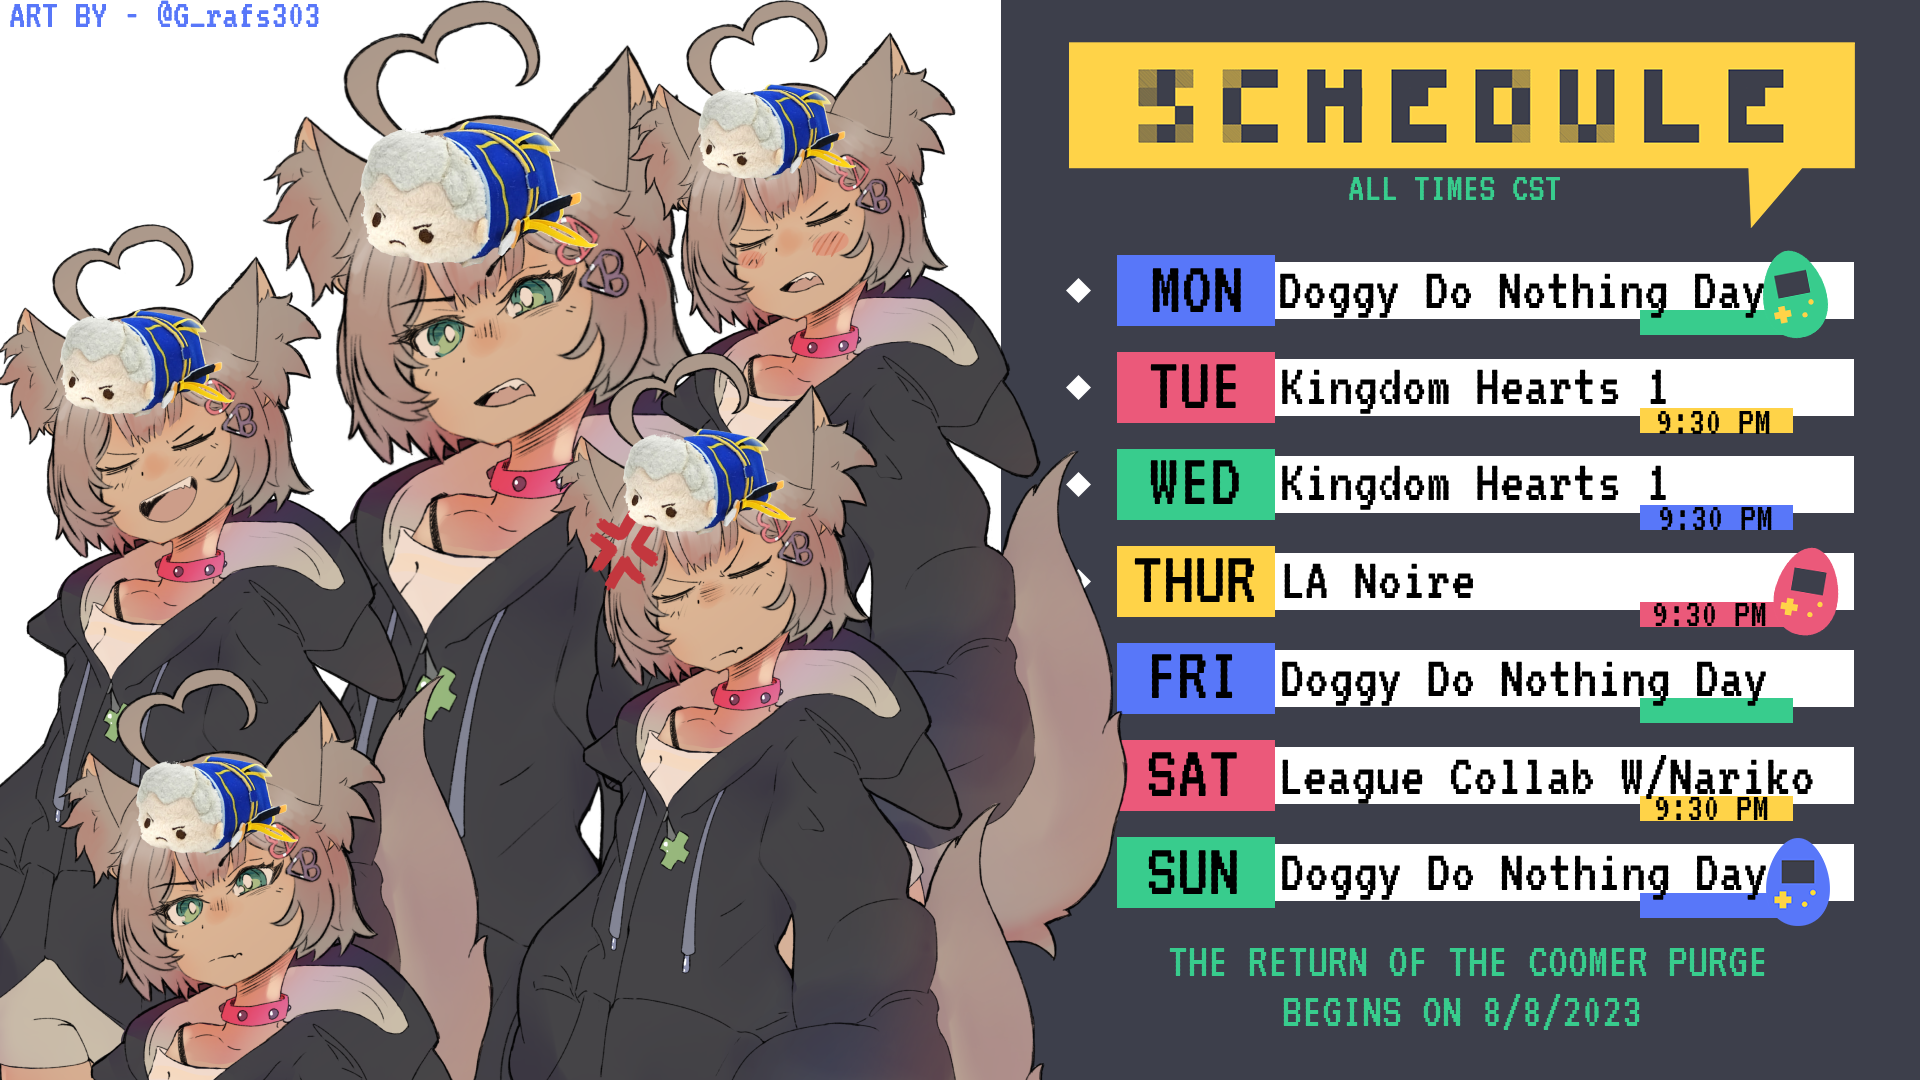 ART BY - @G_rafs303
SCHEDULE
ALL TIMES CST
MON Doggy Do Nothing Day
TUE Kingdom Hearts 1
9:30 PM
WED Kingdom Hearts 1
9:30 PM
THUR LA Noire
9:30 PM
FRI Doggy Do Nothing Day
SAT League Collab W/Nariko
9:30 PM
SUN Doggy Do Nothing Day
THE RETURN OF THE COOMER PURGE
BEGINS ON 8/8/2023